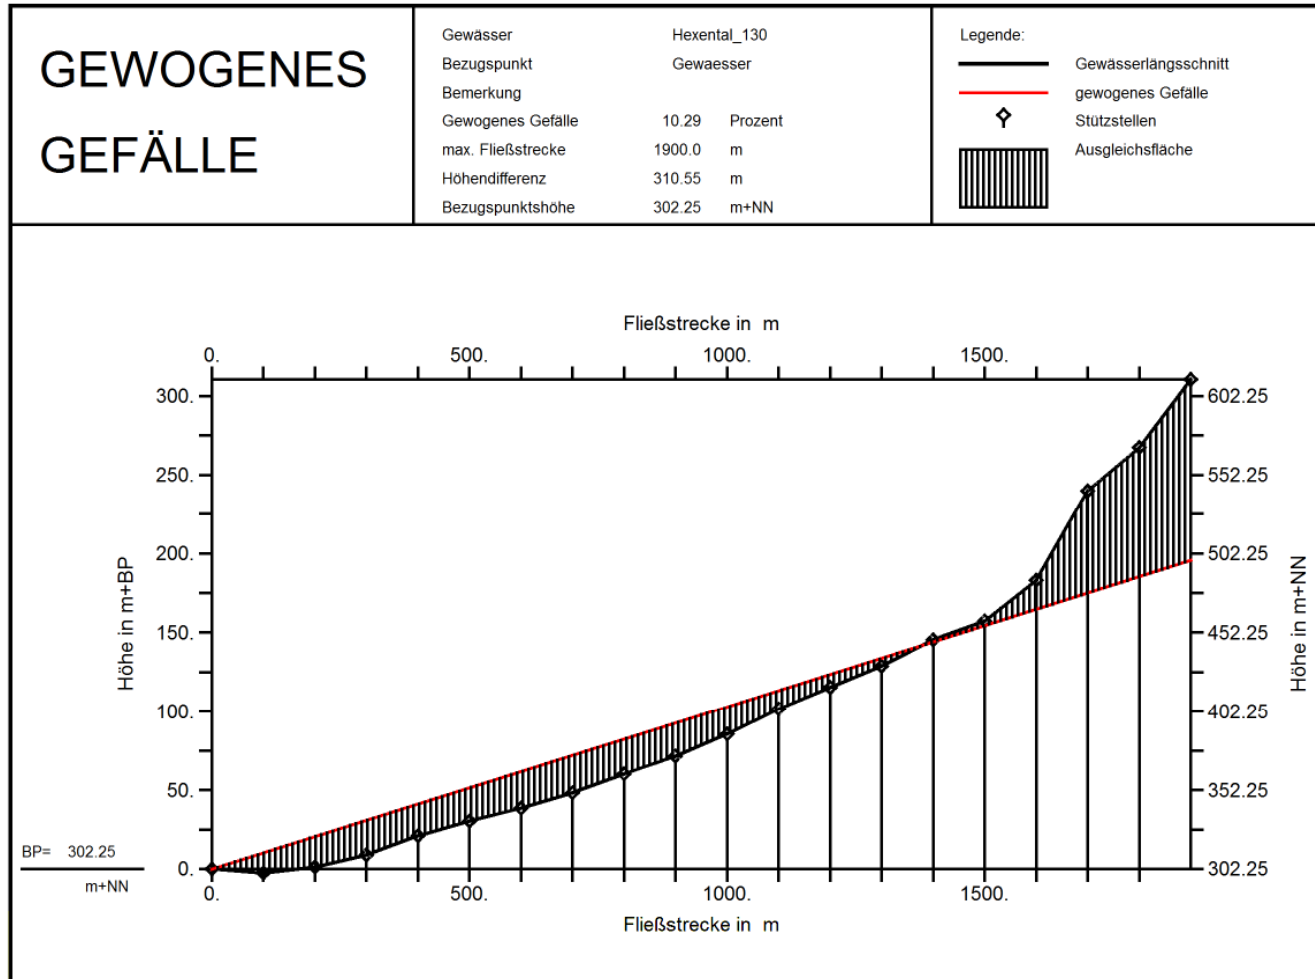 GEWOGENES
GEFÄLLE
Gewässer Hexental_130
Bezugspunkt Gewaesser
Bemerkung
Gewogenes Gefälle 10.29 Prozent
max. Fließstrecke 1900.0 m
Höhendifferenz 310.55 m
Bezugspunktshöhe 302.25 m+NN
Legende:
Gewässerlängsschnitt
gewogenes Gefälle
Stützstellen
Ausgleichsfläche
Fließstrecke in m
0. 500. 1000. 1500.
300. 602.25
250. 552.25
200. 502.25
150. 452.25
100. 402.25
50. 352.25
0. 302.25
Höhe in m+BP
Höhe in m+NN
BP= 302.25
m+NN
0. 500. 1000. 1500.
Fließstrecke in m